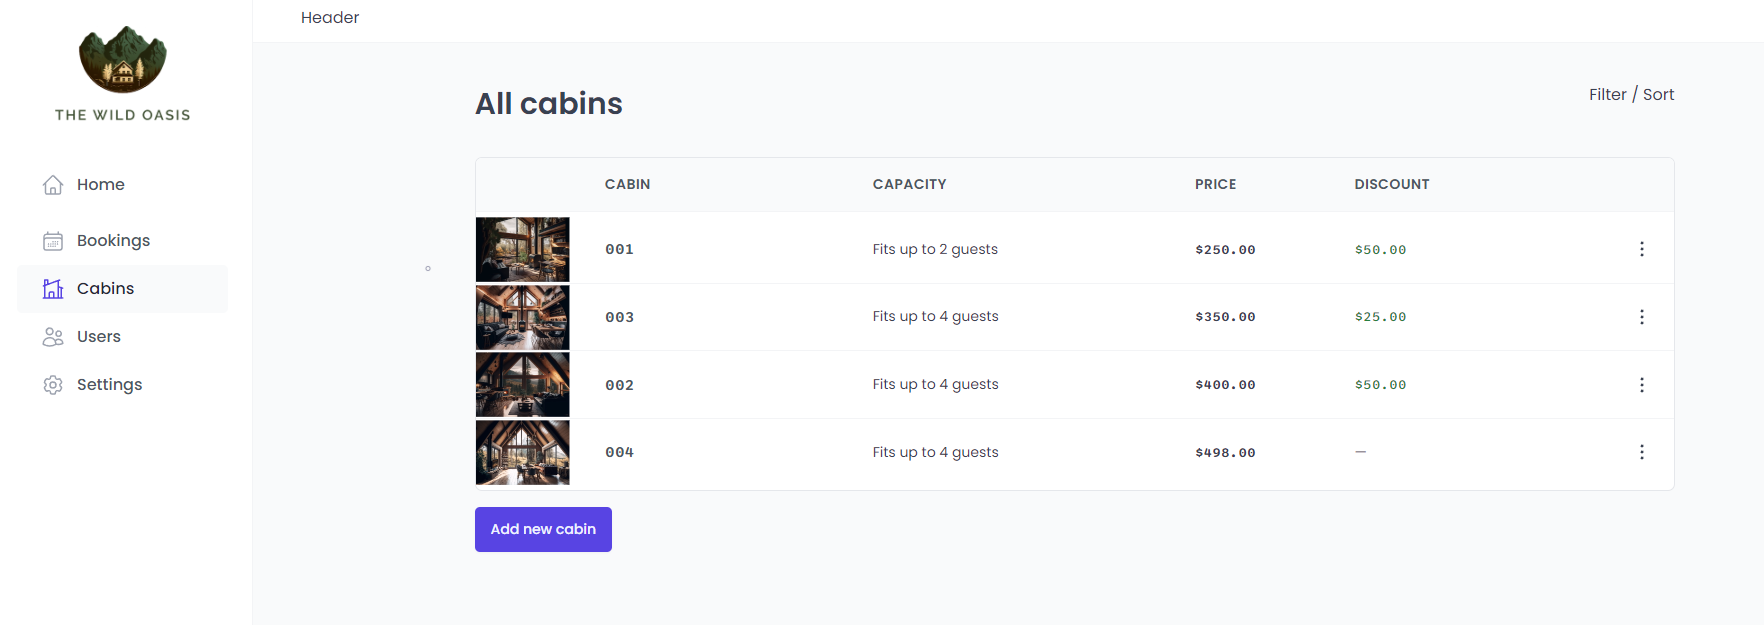 THE WILD OASIS
Home
Bookings
Cabins
Users
Settings
Header
All cabins
Filter / Sort
CABIN CAPACITY PRICE DISCOUNT
001 Fits up to 2 guests $250.00 $50.00
003 Fits up to 4 guests $350.00 $25.00
002 Fits up to 4 guests $400.00 $50.00
004 Fits up to 4 guests $498.00 —
Add new cabin